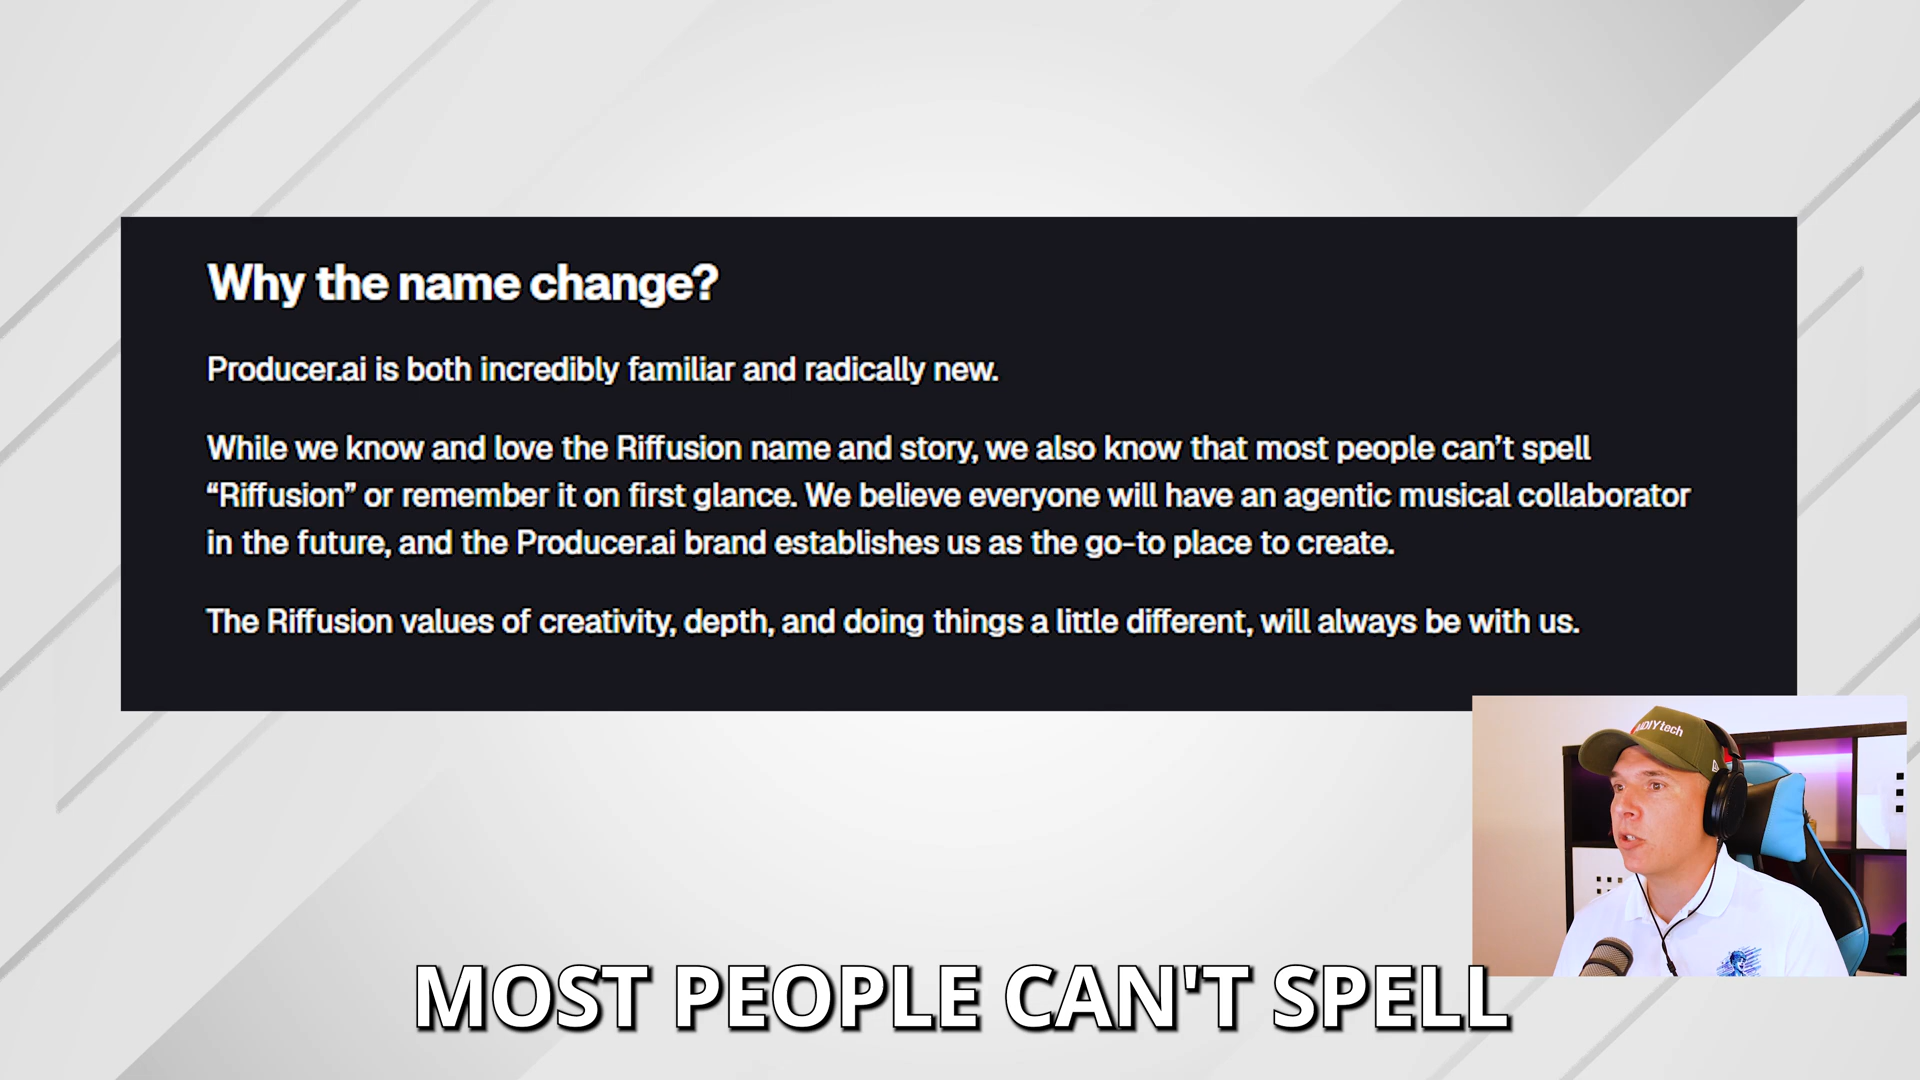 Why the name change?
Producer.ai is both incredibly familiar and radically new.
While we know and love the Riffusion name and story, we also know that most people can’t spell
“Riffusion” or remember it on first glance. We believe everyone will have an agentic musical collaborator
in the future, and the Producer.ai brand establishes us as the go-to place to create.
The Riffusion values of creativity, depth, and doing things a little different, will always be with us.
MOST PEOPLE CAN'T SPELL